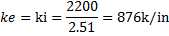 ke = ki = 2200/2.51 = 876k/in